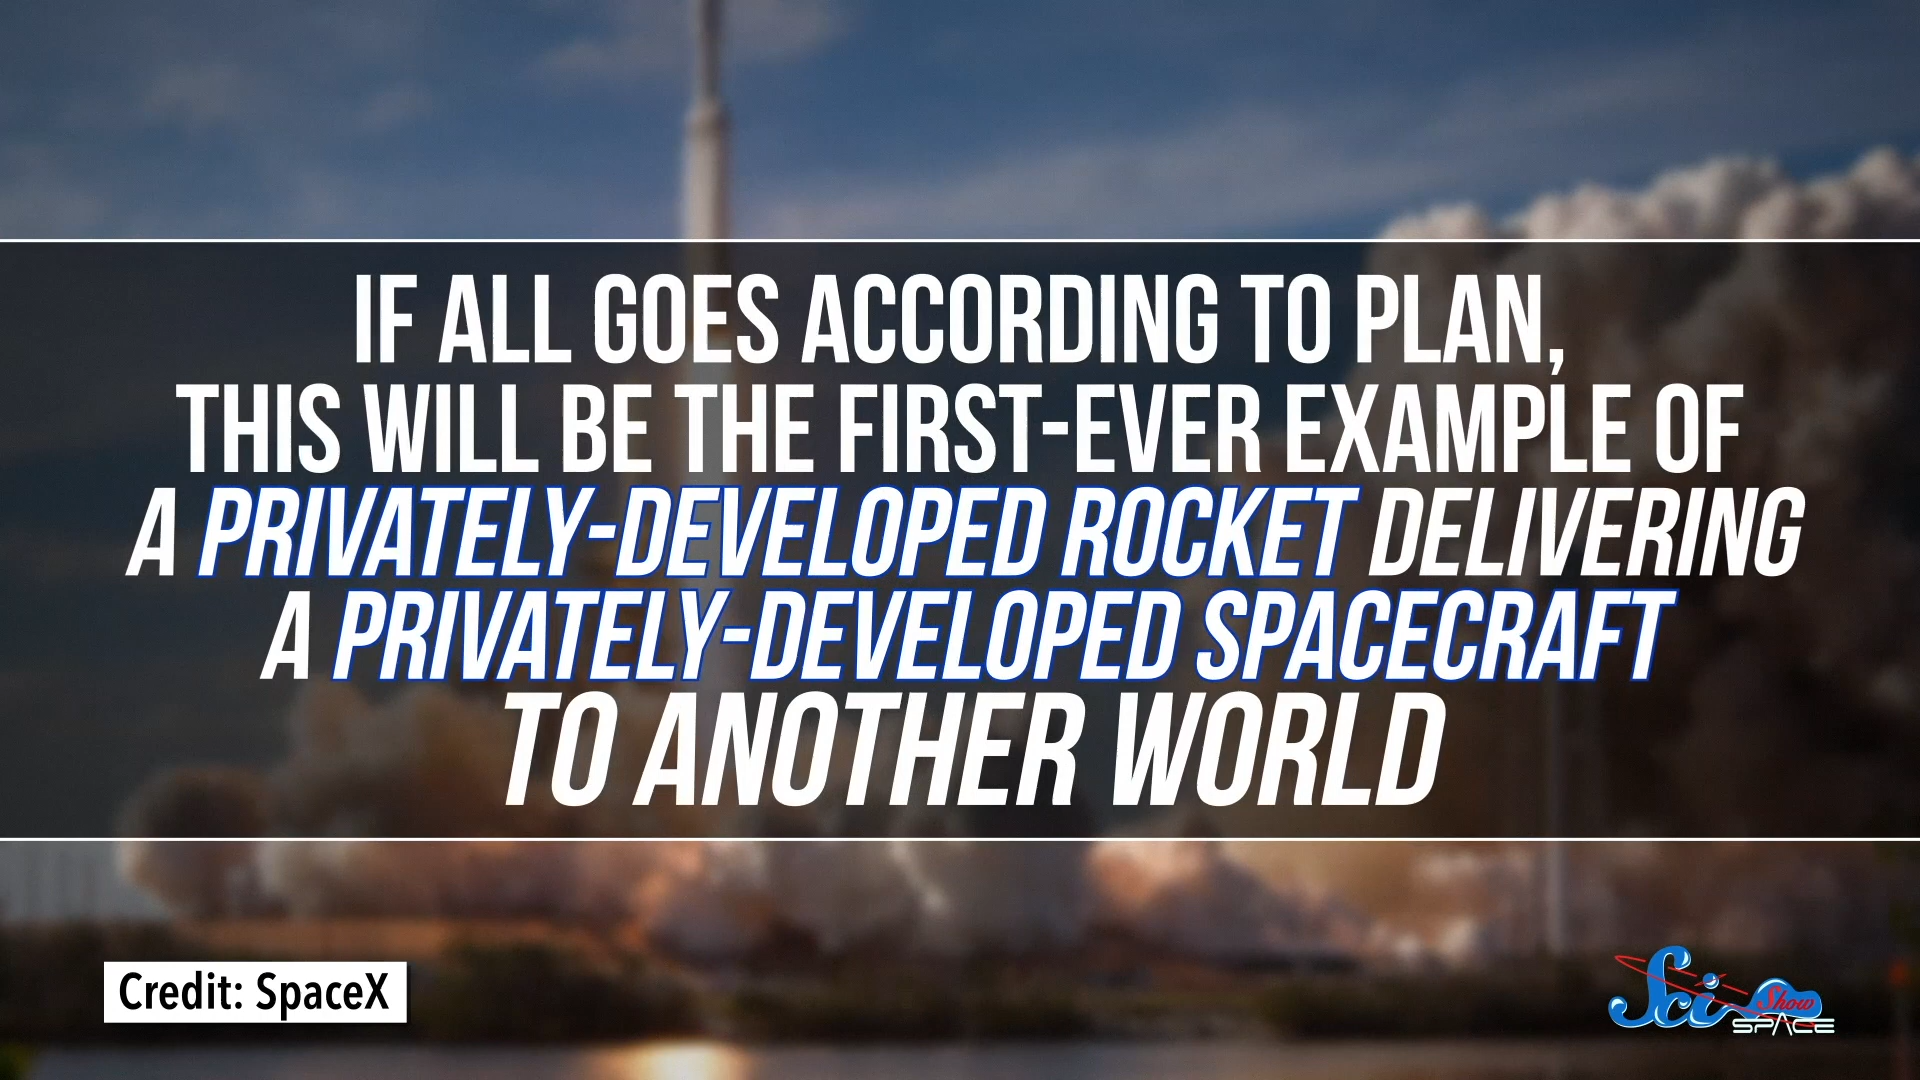 IF ALL GOES ACCORDING TO PLAN,
THIS WILL BE THE FIRST-EVER EXAMPLE OF
A PRIVATELY-DEVELOPED ROCKET DELIVERING
A PRIVATELY-DEVELOPED SPACECRAFT
TO ANOTHER WORLD
Credit: SpaceX
Sci Show
SPACE